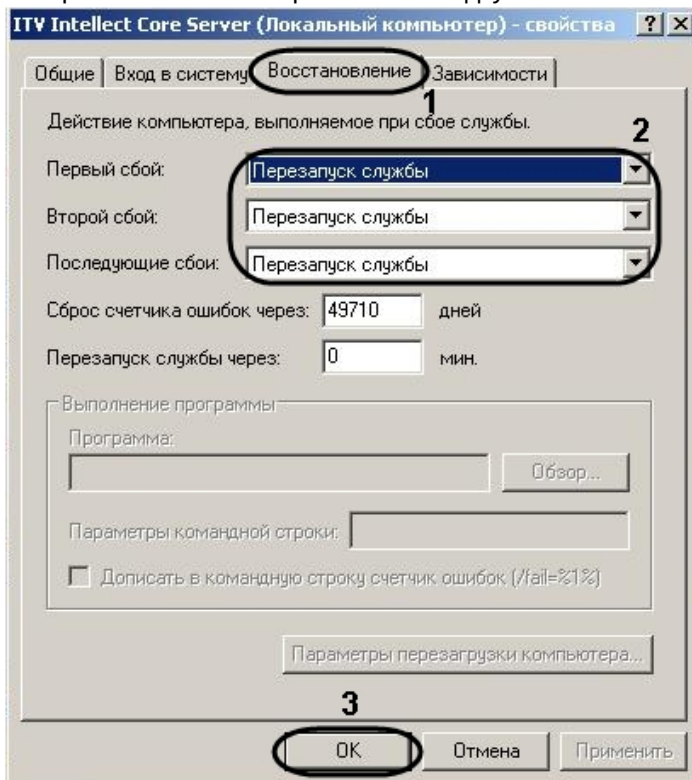 ITV Intellect Core Server (Локальный компьютер) - свойства
Общие Вход в систему Восстановление Зависимости
1
Действие компьютера, выполняемое при сбое службы.
2
Первый сбой: Перезапуск службы
Второй сбой: Перезапуск службы
Последующие сбои: Перезапуск службы
Сброс счетчика ошибок через: 49710 дней
Перезапуск службы через: 0 мин.
Выполнение программы
Программа:
Обзор...
Параметры командной строки:
Дописать в командную строку счетчик ошибок (/fail=%1%)
Параметры перезагрузки компьютера...
3
OK Отмена Применить